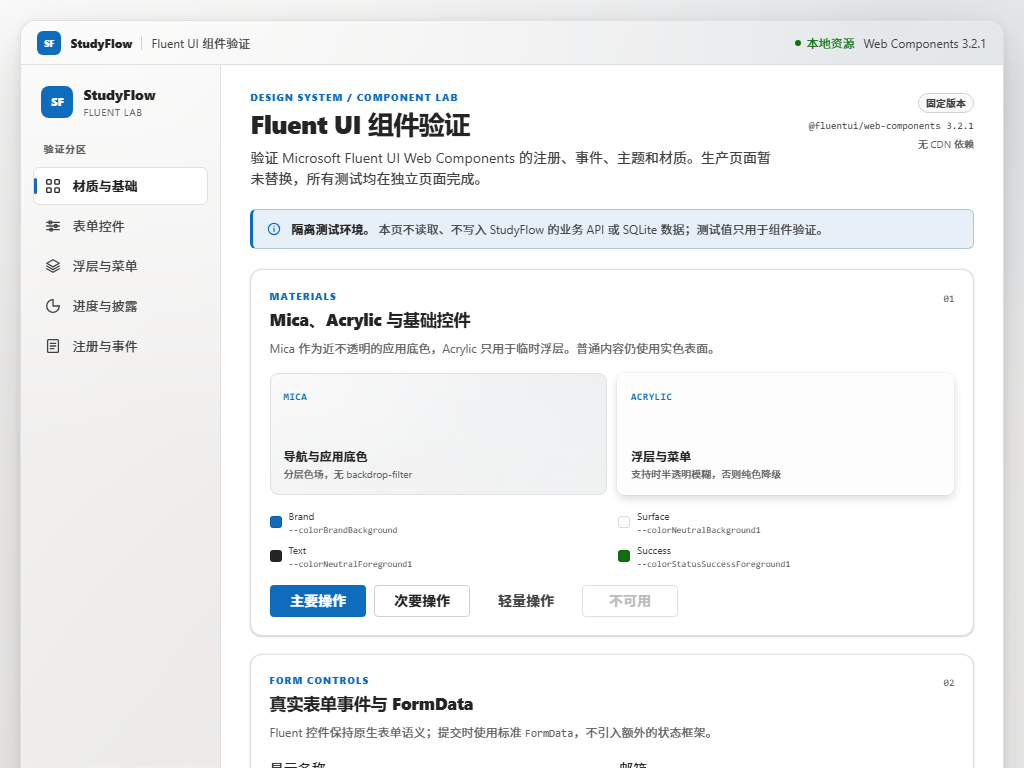 SF StudyFlow Fluent UI 组件验证
本地资源 Web Components 3.2.1
SF StudyFlow
FLUENT LAB
验证分区
材质与基础
表单控件
浮层与菜单
进度与披露
注册与事件
DESIGN SYSTEM / COMPONENT LAB
Fluent UI 组件验证
验证 Microsoft Fluent UI Web Components 的注册、事件、主题和材质。生产页面暂
未替换，所有测试均在独立页面完成。
固定版本
@fluentui/web-components 3.2.1
无 CDN 依赖
隔离测试环境。 本页不读取、不写入 StudyFlow 的业务 API 或 SQLite 数据；测试值只用于组件验证。
MATERIALS
01
Mica、Acrylic 与基础控件
Mica 作为近不透明的应用底色，Acrylic 只用于临时浮层。普通内容仍使用实色表面。
MICA
导航与应用底色
分层色场，无 backdrop-filter
ACRYLIC
浮层与菜单
支持时半透明模糊，否则纯色降级
Brand
--colorBrandBackground
Surface
--colorNeutralBackground1
Text
--colorNeutralForeground1
Success
--colorStatusSuccessForeground1
主要操作 次要操作 轻量操作 不可用
FORM CONTROLS
02
真实表单事件与 FormData
Fluent 控件保持原生表单语义；提交时使用标准 FormData，不引入额外的状态框架。
显示名称 邮箱